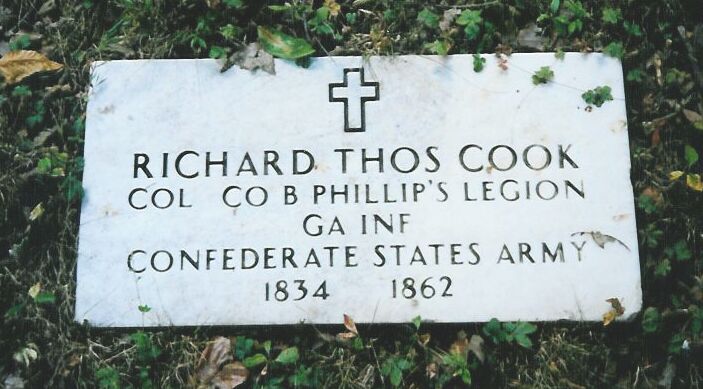 RICHARD THOS COOK
COL CO B PHILLIP'S LEGION
GA INF
CONFEDERATE STATES ARMY
1834 1862